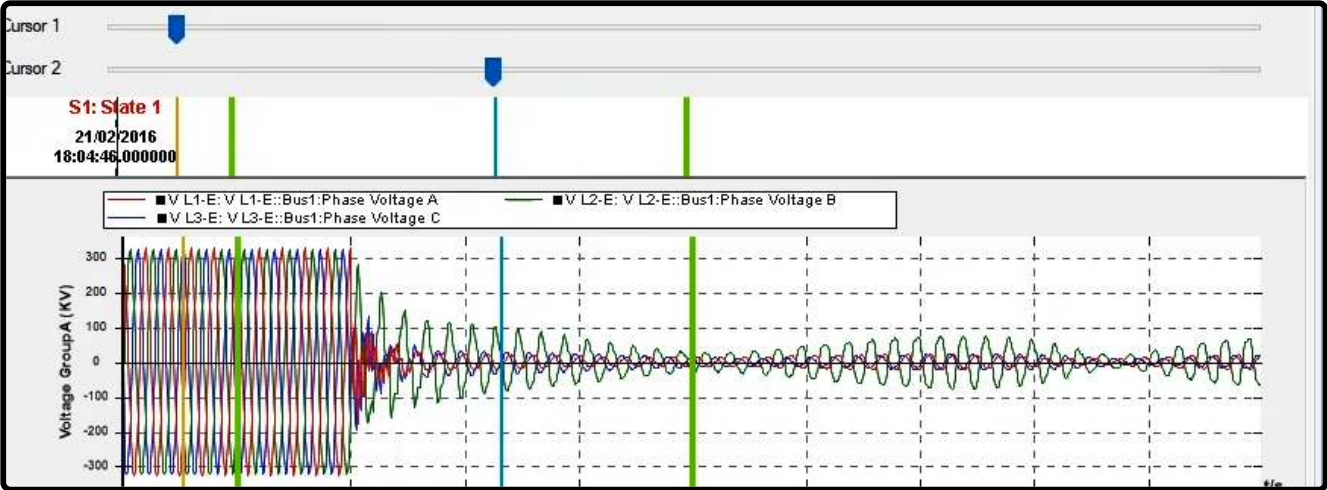 Cursor 1
Cursor 2
S1: State 1
21/02/2016
18:04:46.000000
V L1-E: V L1-E::Bus1:Phase Voltage A
V L2-E: V L2-E::Bus1:Phase Voltage B
V L3-E: V L3-E::Bus1:Phase Voltage C
Voltage GroupA (KV)
300
200
100
0
-100
-200
-300
t/s